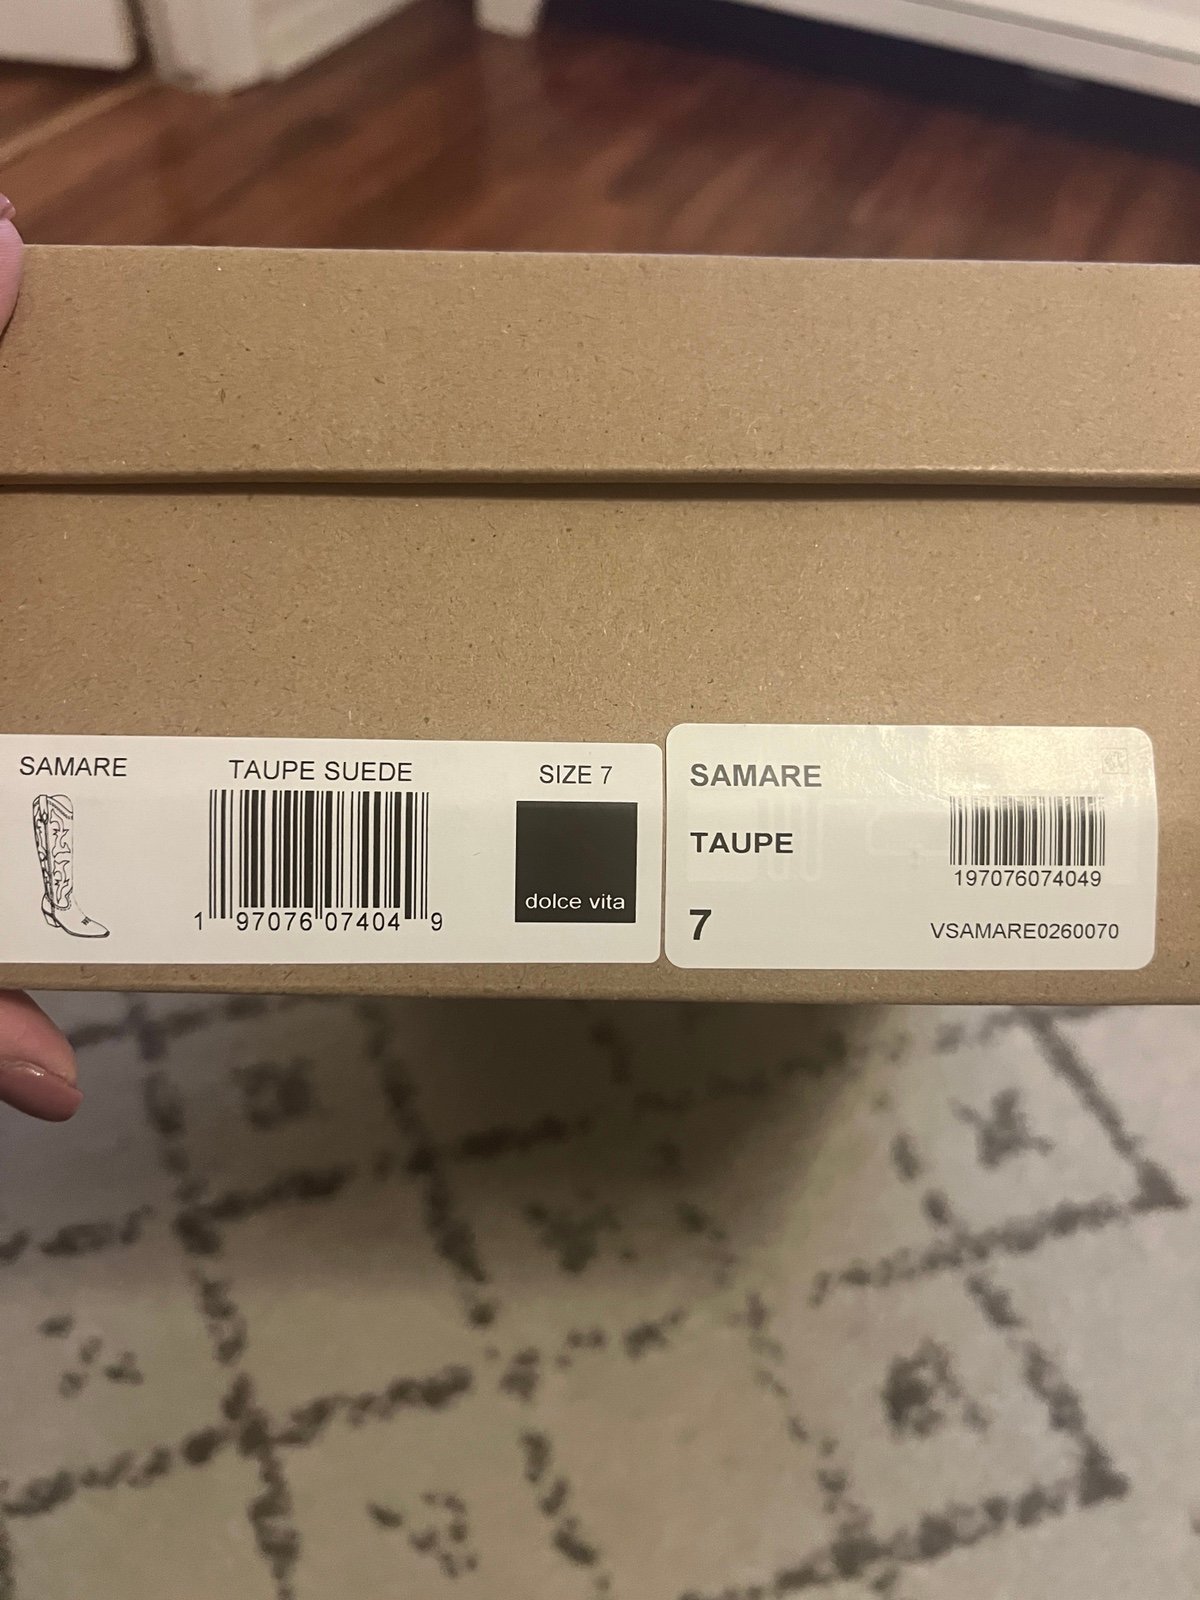 SAMARE
TAUPE SUEDE
1 97076 07404 9
SIZE 7
dolce vita
SAMARE
TAUPE
7
197076074049
VSAMARE0260070